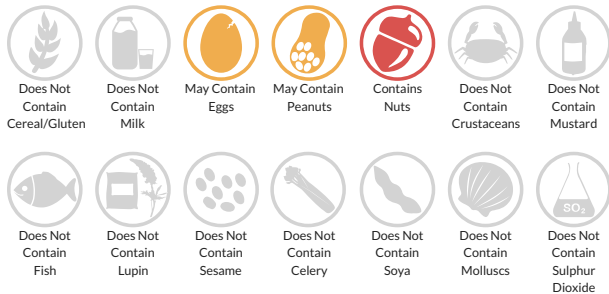 Does Not
Contain
Cereal/Gluten
Does Not
Contain
Milk
May Contain
Eggs
May Contain
Peanuts
Contains
Nuts
Does Not
Contain
Crustaceans
Does Not
Contain
Mustard
Does Not
Contain
Fish
Does Not
Contain
Lupin
Does Not
Contain
Sesame
Does Not
Contain
Celery
Does Not
Contain
Soya
Does Not
Contain
Molluscs
SO₂
Does Not
Contain
Sulphur
Dioxide